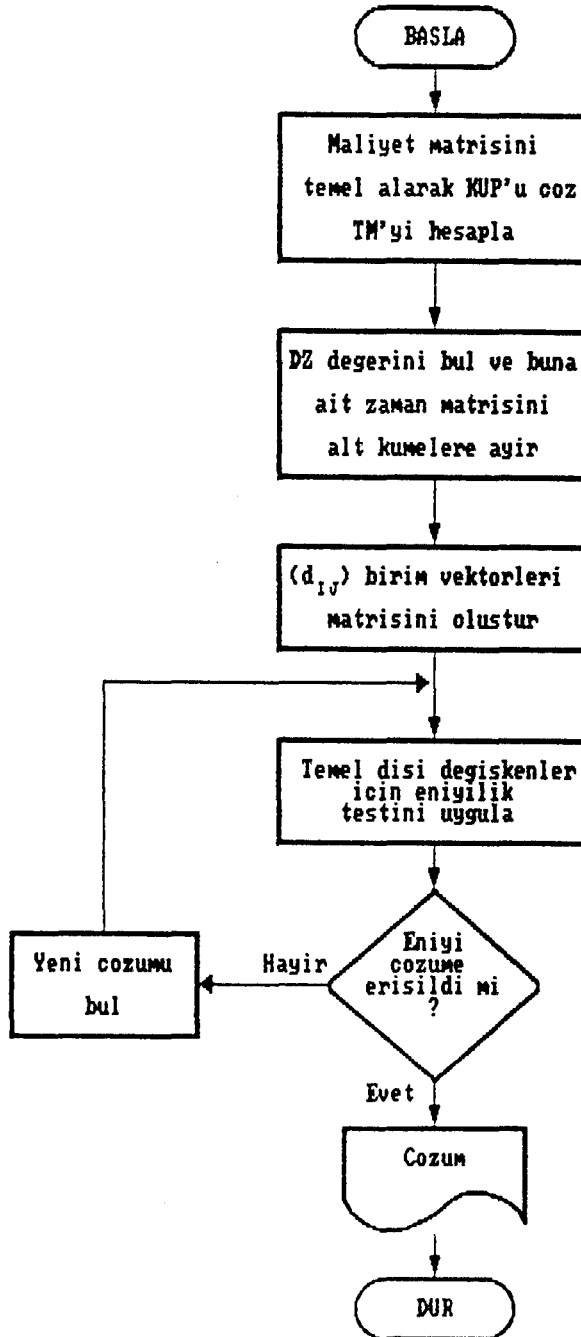 BASLA
Maliyet matrisini
temel alarak KUP'u coz
TM'yi hesapla
DZ degerini bul ve buna
ait zaman matrisini
alt kumelere ayir
(d_IJ) birim vektorleri
matrisini olustur
Temel disi degiskenler
icin eniyilik
testini uygula
Eniyi
cozume
erisildi mi
?
Hayir
Yeni cozumu
bul
Evet
Cozum
DUR